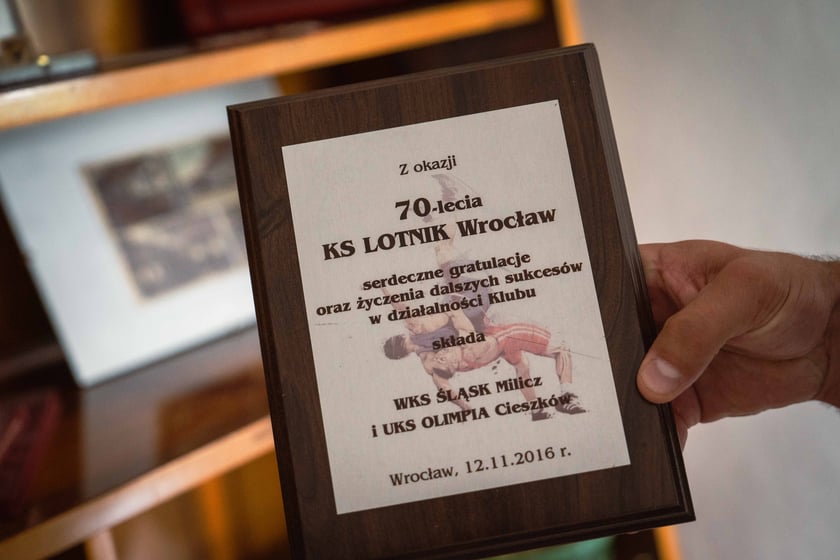 Z okazji
70-lecia
KS LOTNIK Wrocław
serdeczne gratulacje
oraz życzenia dalszych sukcesów
w działalności Klubu
składa
WKS ŚLĄSK Milicz
i UKS OLIMPIA Cieszków
Wrocław, 12.11.2016 r.